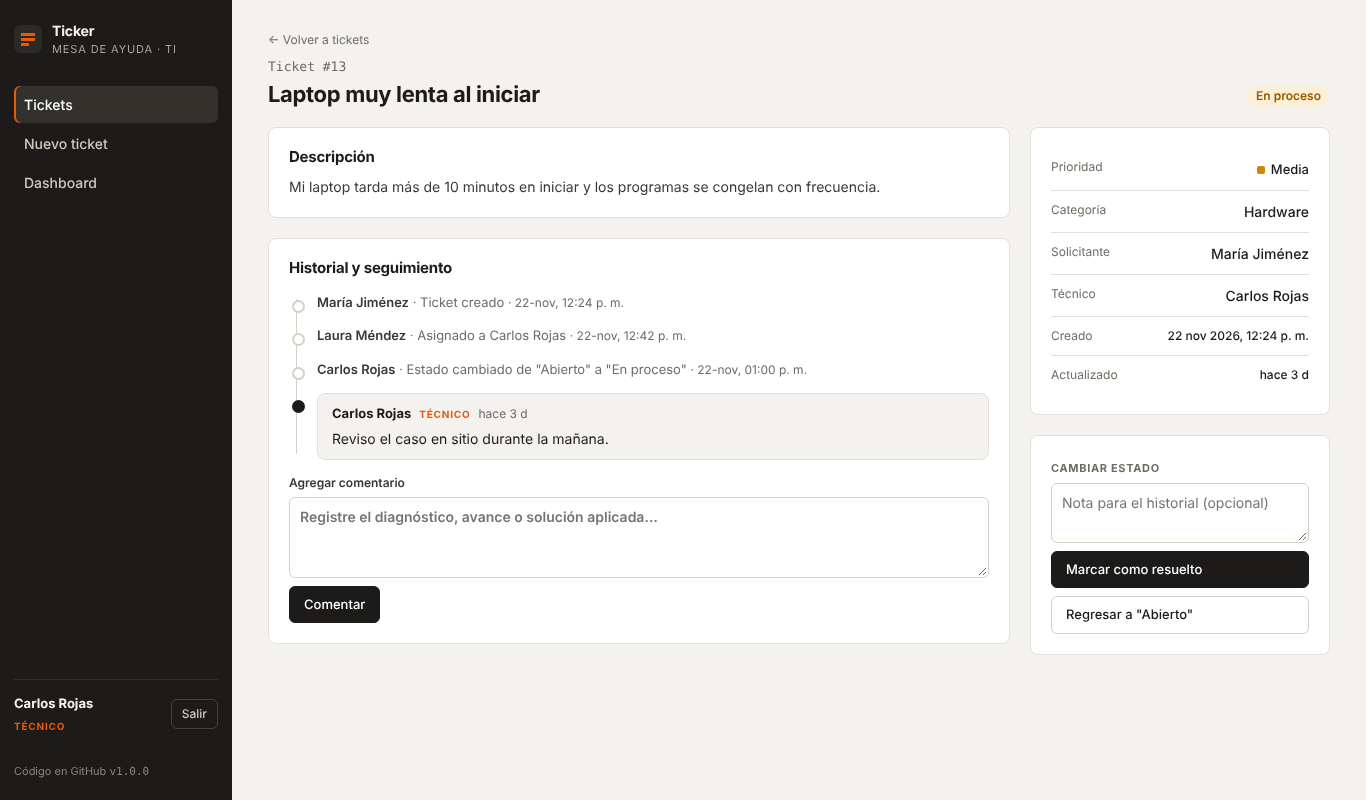 Ticker
MESA DE AYUDA · TI
Tickets
Nuevo ticket
Dashboard
Carlos Rojas
TÉCNICO
Salir
Código en GitHub v1.0.0
← Volver a tickets
Ticket #13
Laptop muy lenta al iniciar
En proceso
Descripción
Mi laptop tarda más de 10 minutos en iniciar y los programas se congelan con frecuencia.
Historial y seguimiento
María Jiménez · Ticket creado · 22-nov, 12:24 p. m.
Laura Méndez · Asignado a Carlos Rojas · 22-nov, 12:42 p. m.
Carlos Rojas · Estado cambiado de "Abierto" a "En proceso" · 22-nov, 01:00 p. m.
Carlos Rojas TÉCNICO hace 3 d
Reviso el caso en sitio durante la mañana.
Agregar comentario
Registre el diagnóstico, avance o solución aplicada...
Comentar
Prioridad Media
Categoría Hardware
Solicitante María Jiménez
Técnico Carlos Rojas
Creado 22 nov 2026, 12:24 p. m.
Actualizado hace 3 d
CAMBIAR ESTADO
Nota para el historial (opcional)
Marcar como resuelto
Regresar a "Abierto"